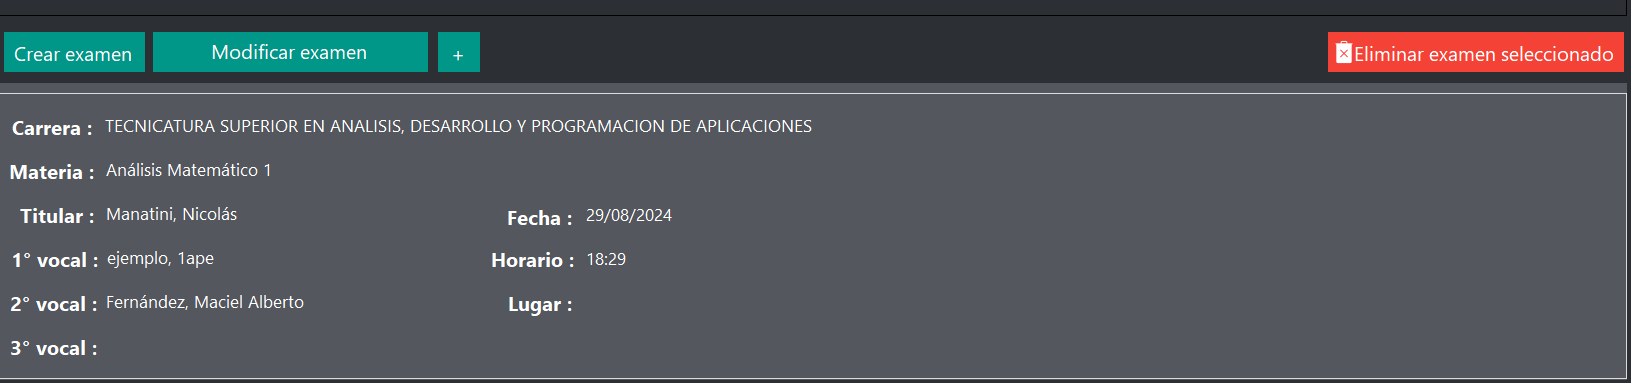 Crear examen Modificar examen + Eliminar examen seleccionado
Carrera : TECNICATURA SUPERIOR EN ANALISIS, DESARROLLO Y PROGRAMACION DE APLICACIONES
Materia : Análisis Matemático 1
Titular : Manatini, Nicolás Fecha : 29/08/2024
1° vocal : ejemplo, 1ape Horario : 18:29
2° vocal : Fernández, Maciel Alberto Lugar :
3° vocal :